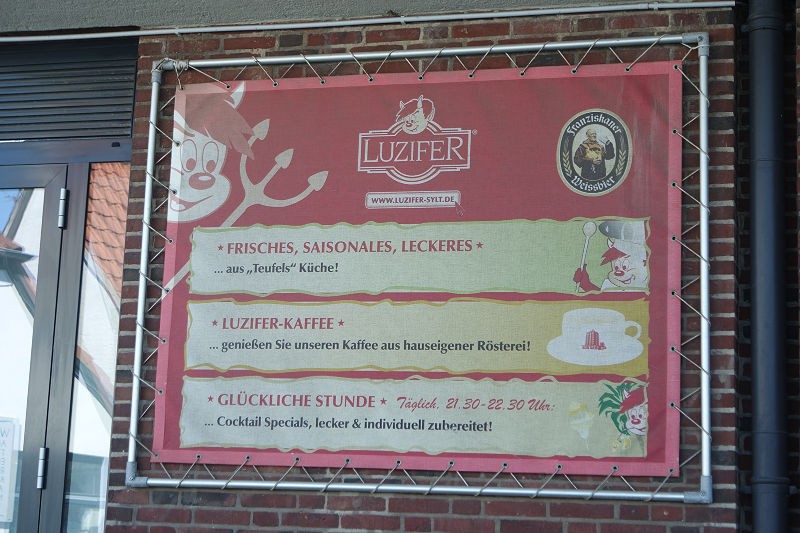 LUZIFER®
Franziskaner
Weissbier
WWW.LUZIFER-SYLT.DE
* FRISCHES, SAISONALES, LECKERES *
... aus „Teufels“ Küche!
* LUZIFER-KAFFEE *
... genießen Sie unseren Kaffee aus hauseigener Rösterei!
* GLÜCKLICHE STUNDE * Täglich, 21.30-22.30 Uhr:
... Cocktail Specials, lecker & individuell zubereitet!